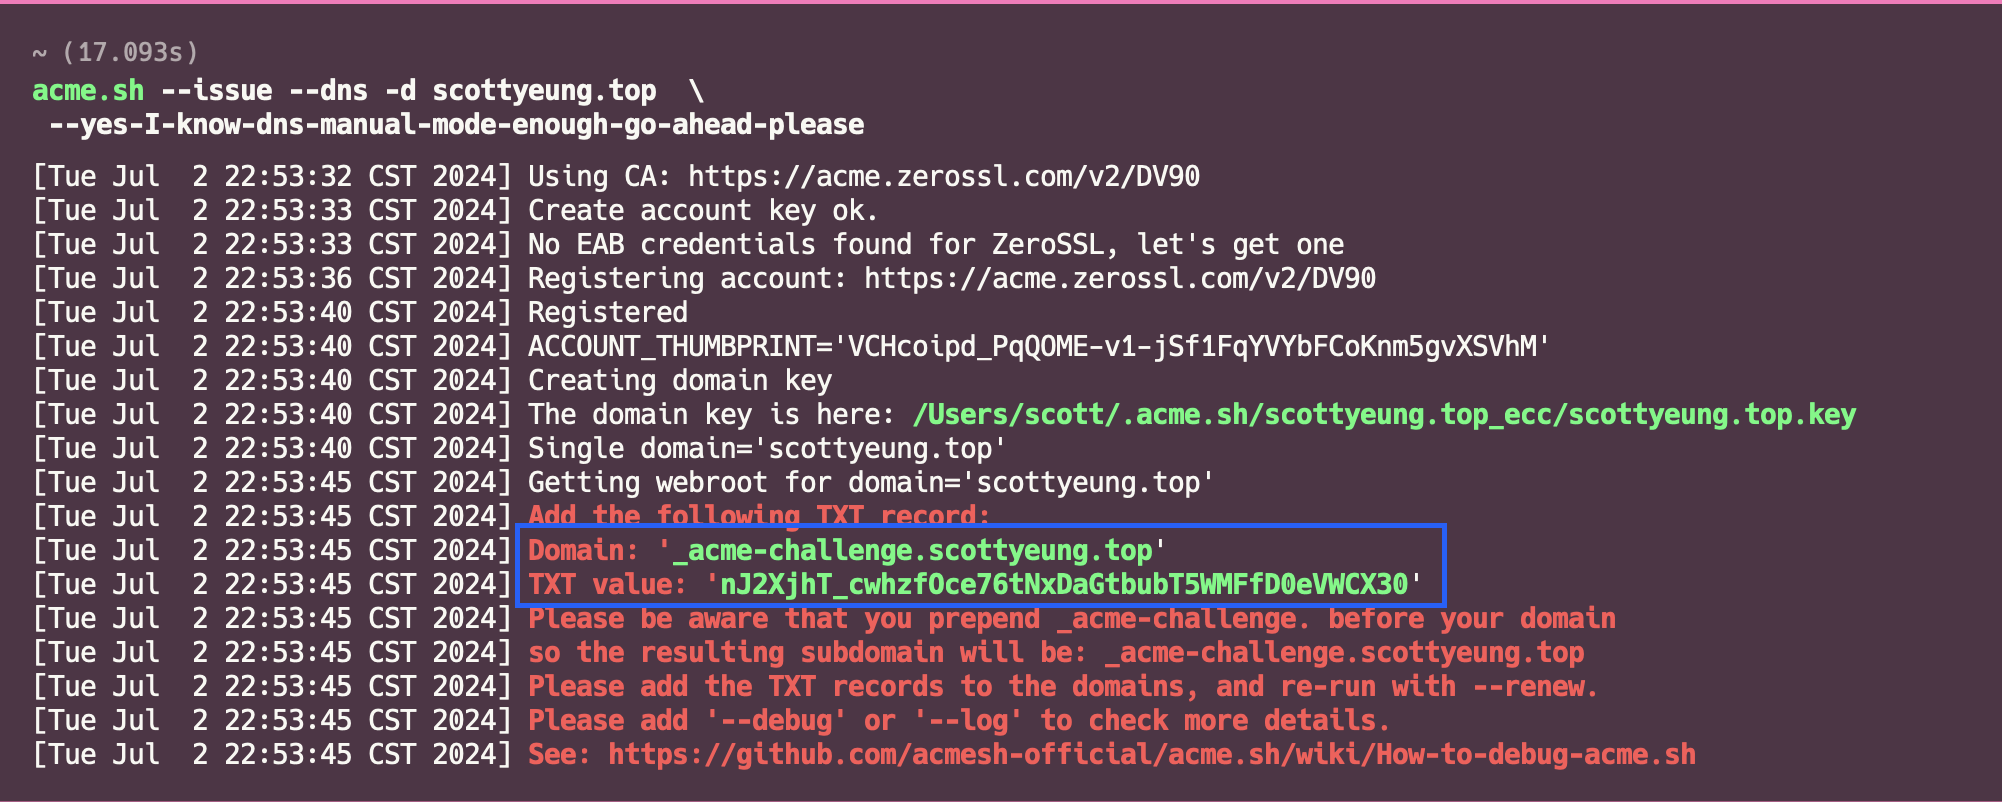 ~ (17.093s)
acme.sh --issue --dns -d scottyeung.top  \
 --yes-I-know-dns-manual-mode-enough-go-ahead-please
[Tue Jul  2 22:53:32 CST 2024] Using CA: https://acme.zerossl.com/v2/DV90
[Tue Jul  2 22:53:33 CST 2024] Create account key ok.
[Tue Jul  2 22:53:33 CST 2024] No EAB credentials found for ZeroSSL, let's get one
[Tue Jul  2 22:53:36 CST 2024] Registering account: https://acme.zerossl.com/v2/DV90
[Tue Jul  2 22:53:40 CST 2024] Registered
[Tue Jul  2 22:53:40 CST 2024] ACCOUNT_THUMBPRINT='VCHcoipd_PqQOME-v1-jSf1FqYVYbFCoKnm5gvXSVhM'
[Tue Jul  2 22:53:40 CST 2024] Creating domain key
[Tue Jul  2 22:53:40 CST 2024] The domain key is here: /Users/scott/.acme.sh/scottyeung.top_ecc/scottyeung.top.key
[Tue Jul  2 22:53:40 CST 2024] Single domain='scottyeung.top'
[Tue Jul  2 22:53:45 CST 2024] Getting webroot for domain='scottyeung.top'
[Tue Jul  2 22:53:45 CST 2024] Add the following TXT record:
[Tue Jul  2 22:53:45 CST 2024] Domain: '_acme-challenge.scottyeung.top'
[Tue Jul  2 22:53:45 CST 2024] TXT value: 'nJ2XjhT_cwhzfOce76tNxDaGtbubT5WMFfD0eVWCX30'
[Tue Jul  2 22:53:45 CST 2024] Please be aware that you prepend _acme-challenge. before your domain
[Tue Jul  2 22:53:45 CST 2024] so the resulting subdomain will be: _acme-challenge.scottyeung.top
[Tue Jul  2 22:53:45 CST 2024] Please add the TXT records to the domains, and re-run with --renew.
[Tue Jul  2 22:53:45 CST 2024] Please add '--debug' or '--log' to check more details.
[Tue Jul  2 22:53:45 CST 2024] See: https://github.com/acmesh-official/acme.sh/wiki/How-to-debug-acme.sh